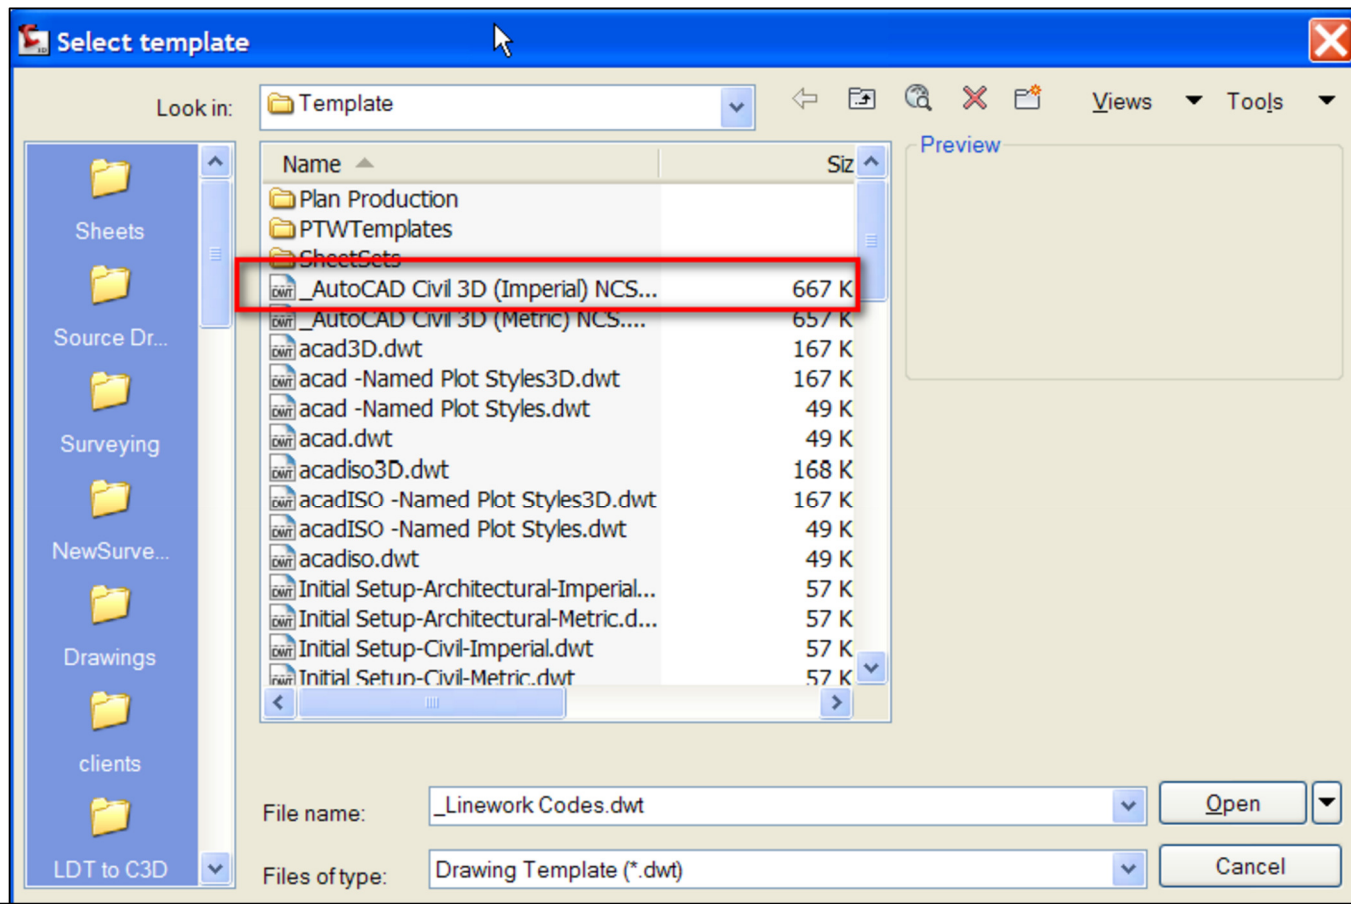 Select template
Look in:
Template
Views
Tools
Sheets
Source Dr...
Surveying
NewSurve...
Drawings
clients
LDT to C3D
Name
Siz
Plan Production
PTWTemplates
SheetSets
_AutoCAD Civil 3D (Imperial) NCS... 667 K
_AutoCAD Civil 3D (Metric) NCS.... 657 K
acad3D.dwt 167 K
acad -Named Plot Styles3D.dwt 167 K
acad -Named Plot Styles.dwt 49 K
acad.dwt 49 K
acadiso3D.dwt 168 K
acadISO -Named Plot Styles3D.dwt 167 K
acadISO -Named Plot Styles.dwt 49 K
acadiso.dwt 49 K
Initial Setup-Architectural-Imperial... 57 K
Initial Setup-Architectural-Metric.d... 57 K
Initial Setup-Civil-Imperial.dwt 57 K
Initial Setup-Civil-Metric.dwt 57 K
Preview
File name:
_Linework Codes.dwt
Open
Files of type:
Drawing Template (*.dwt)
Cancel